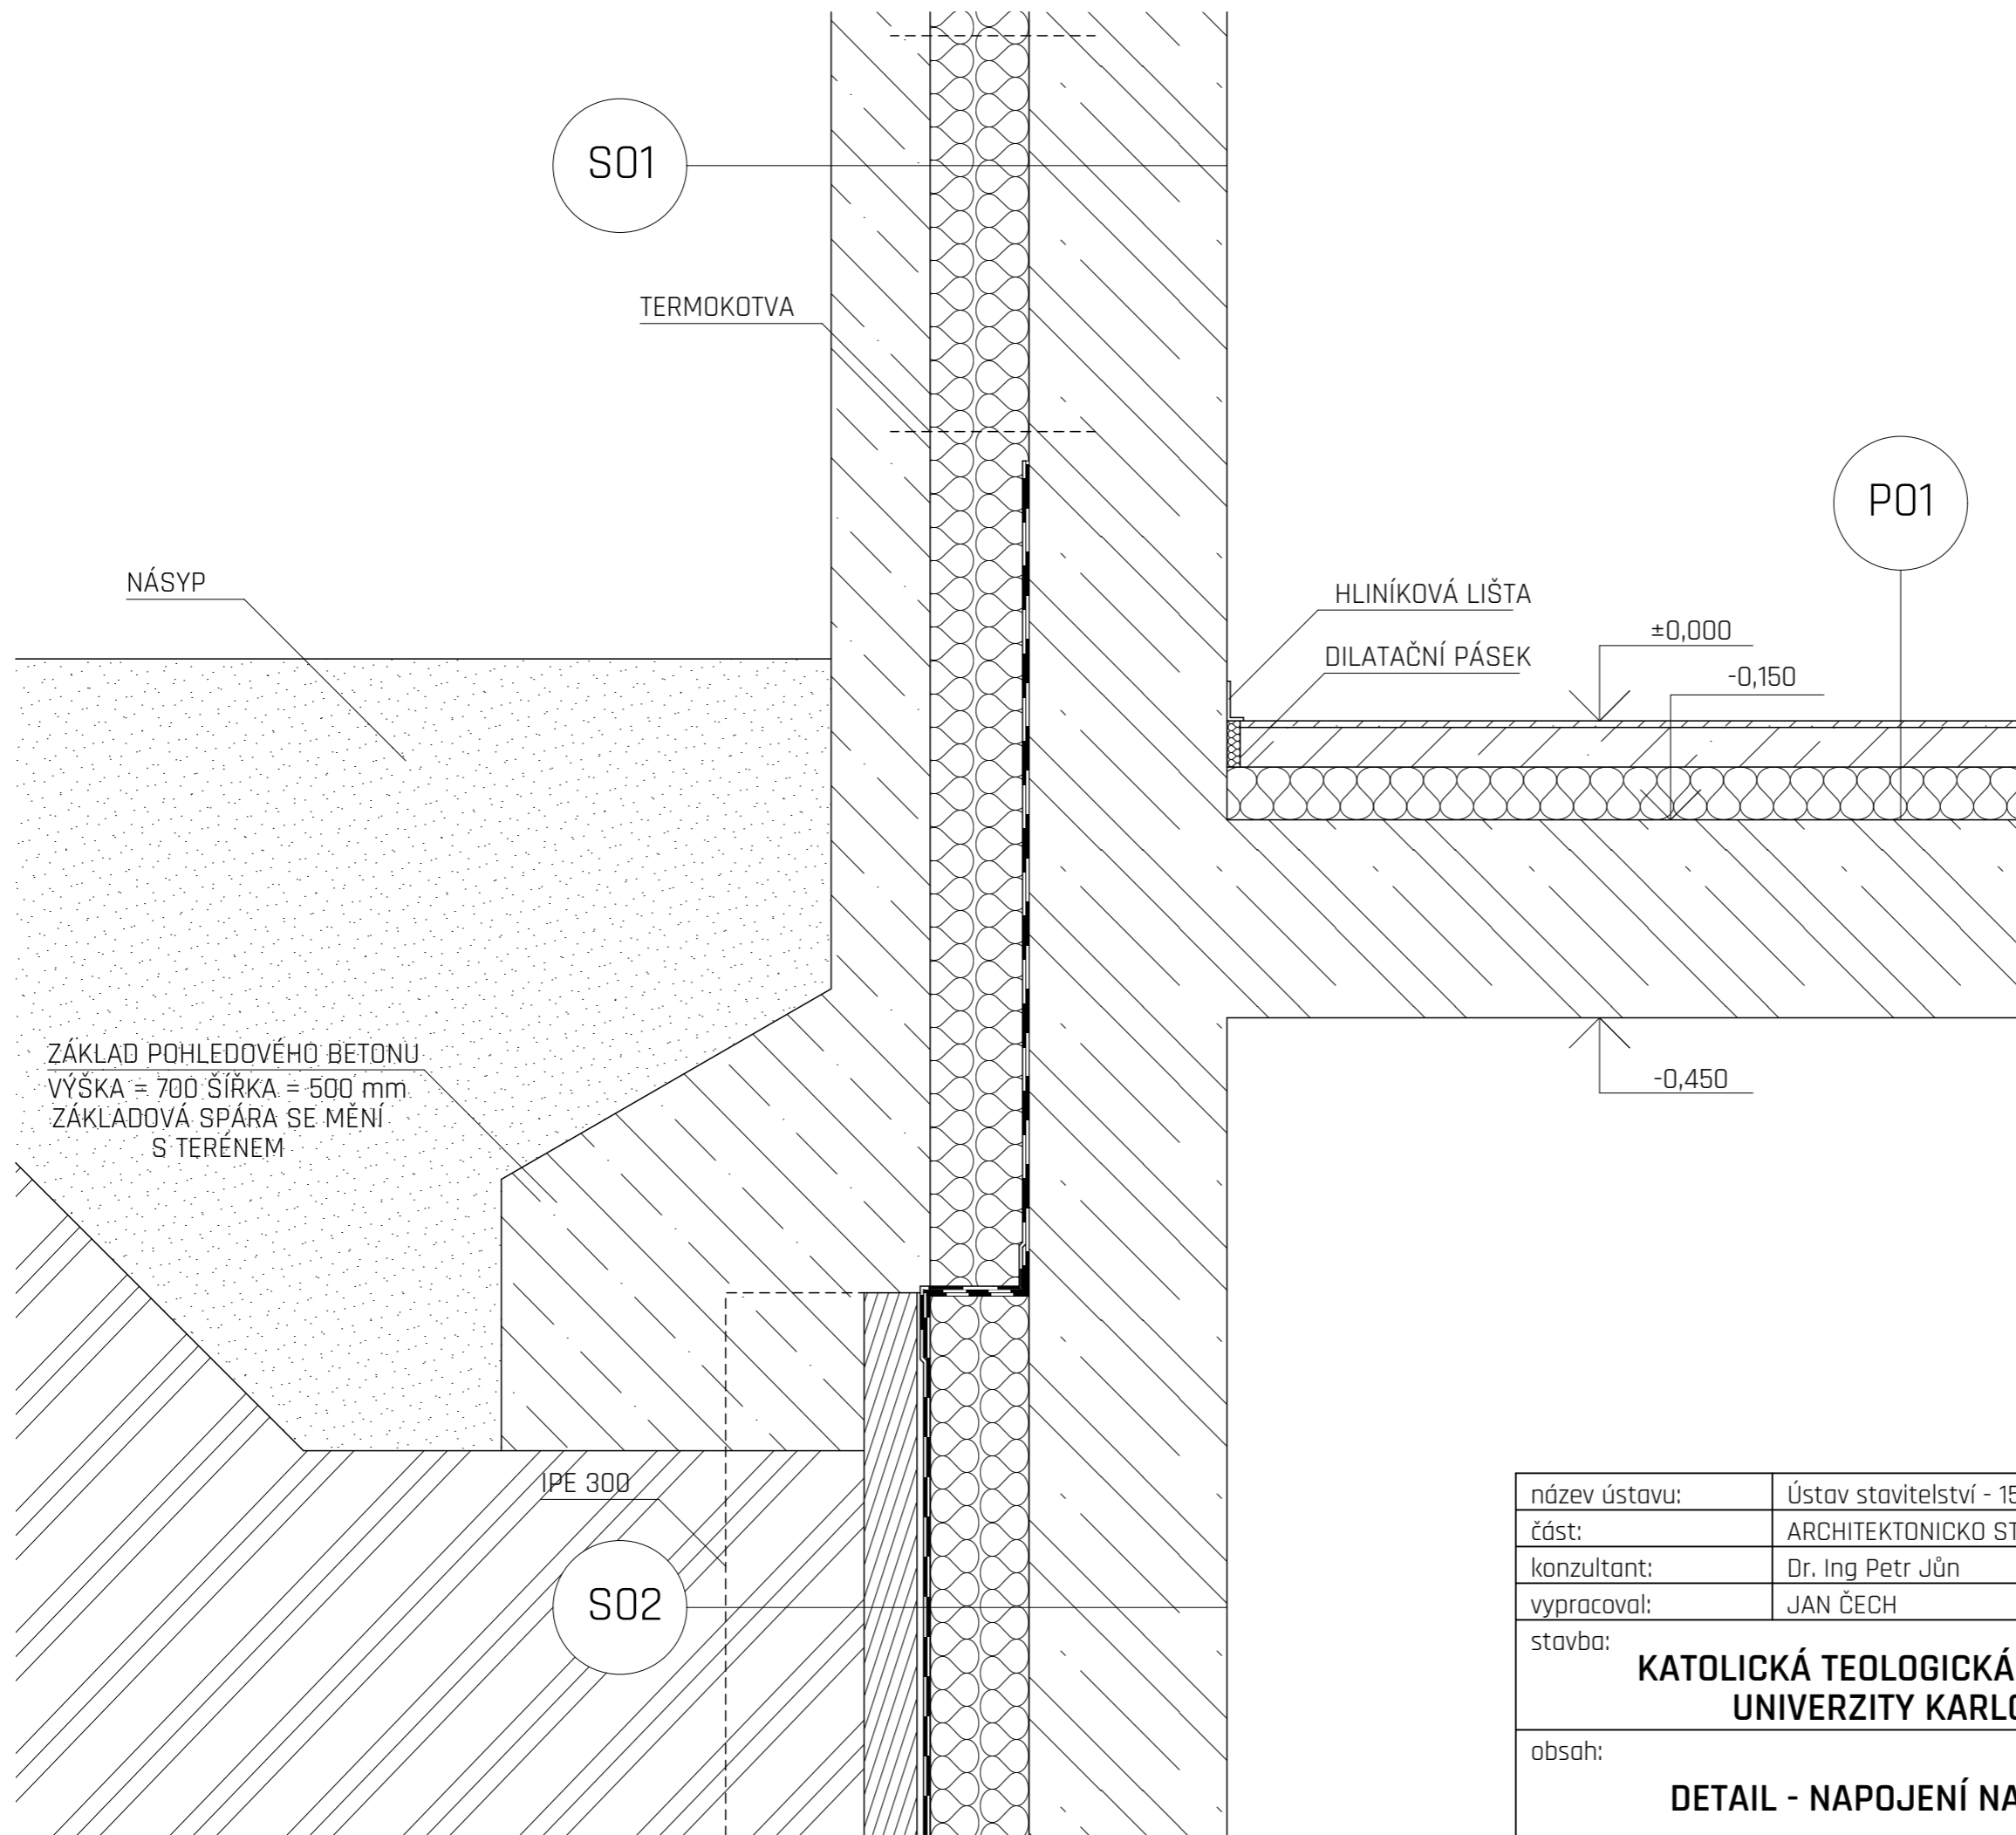 S01
TERMOKOTVA
P01
NÁSYP
HLINÍKOVÁ LIŠTA
±0,000
DILATAČNÍ PÁSEK
-0,150
ZÁKLAD POHLEDOVÉHO BETONU
VÝŠKA = 700 ŠÍŘKA = 500 mm
ZÁKLADOVÁ SPÁRA SE MĚNÍ
S TERÉNEM
-0,450
IPE 300
S02
název ústavu: Ústav stavitelství - 15
část: ARCHITEKTONICKO ST
konzultant: Dr. Ing Petr Jůn
vypracoval: JAN ČECH
stavba:
KATOLICKÁ TEOLOGICKÁ
UNIVERZITY KARLO
obsah:
DETAIL - NAPOJENÍ NA